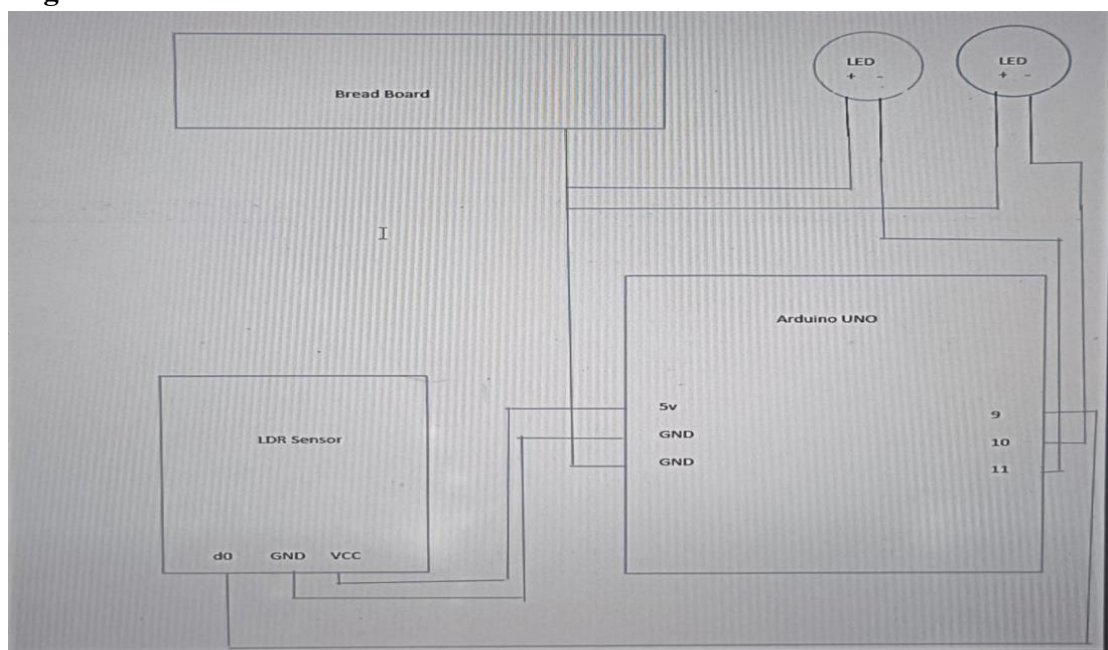 Bread Board
LED
+ -
LED
+ -
Arduino UNO
LDR Sensor
5v
GND
GND
9
10
11
d0 GND VCC